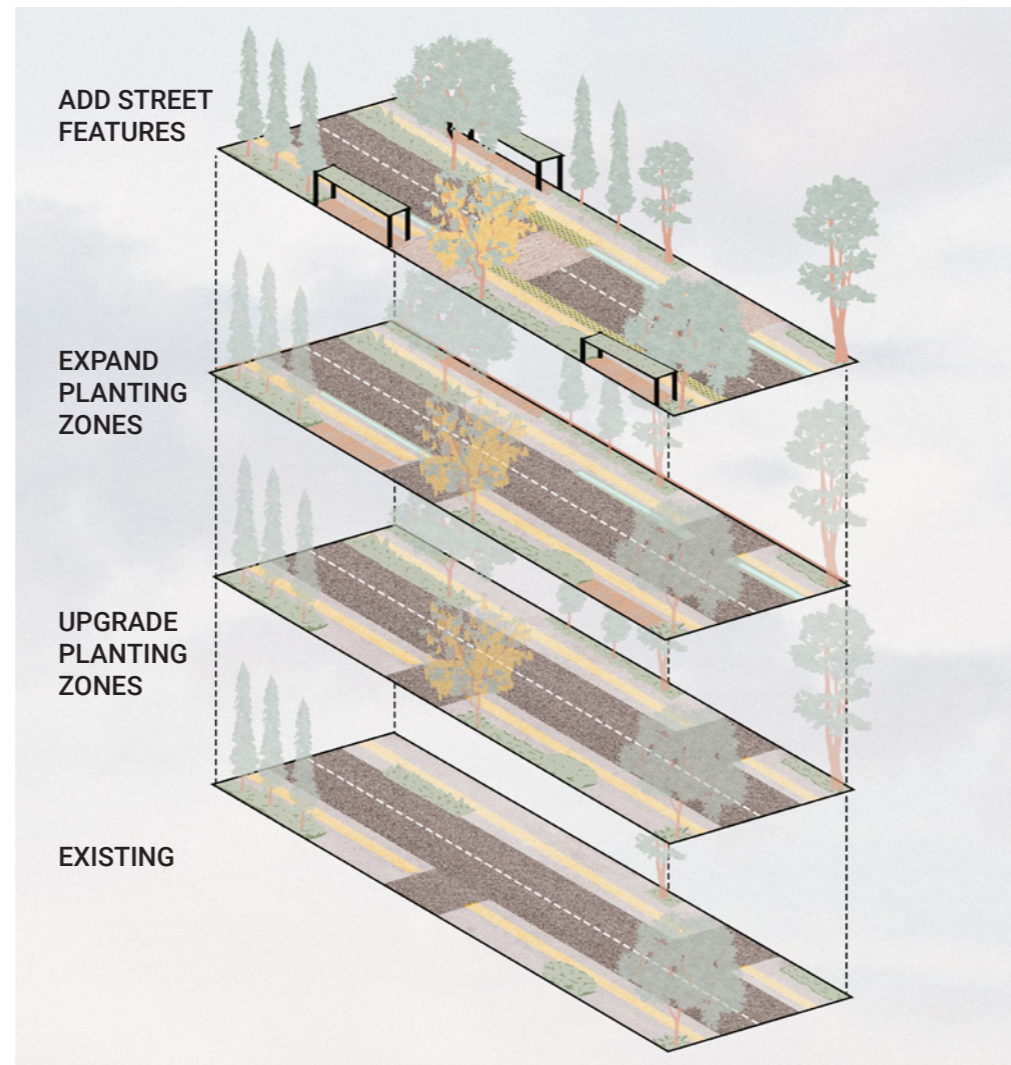 ADD STREET
FEATURES
EXPAND
PLANTING
ZONES
UPGRADE
PLANTING
ZONES
EXISTING